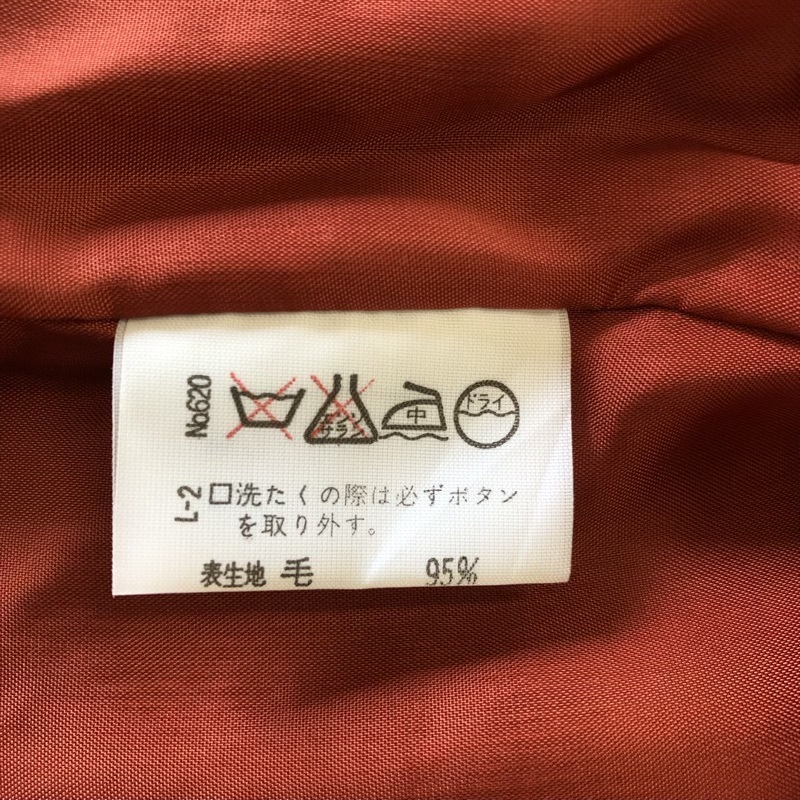 No620
エンソ
サラシ
中
ドライ
L-2
□洗たくの際は必ずボタン
を取り外す。
表生地 毛 95%